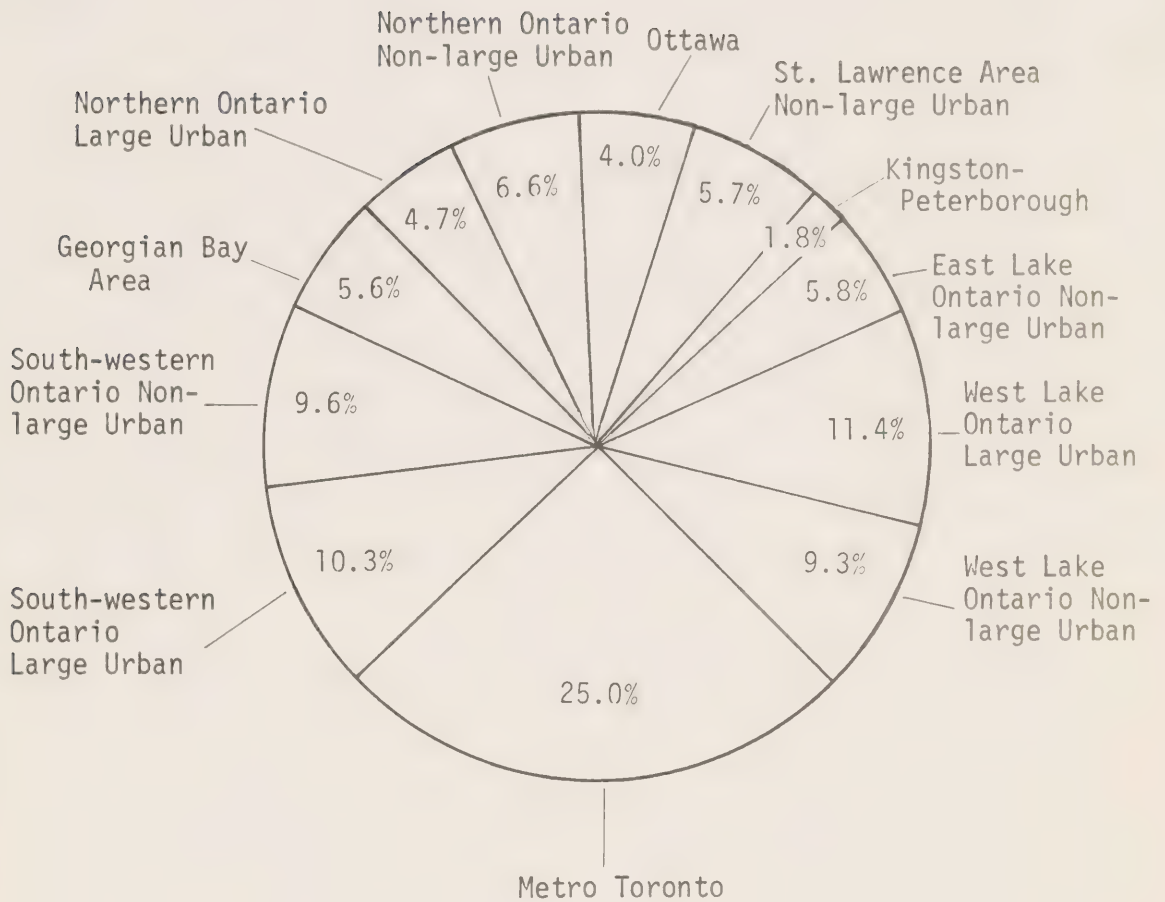 Northern Ontario
Non-large Urban
Ottawa
St. Lawrence Area
Non-large Urban
Northern Ontario
Large Urban
Kingston-
Peterborough
Georgian Bay
Area
East Lake
Ontario Non-
large Urban
South-western
Ontario Non-
large Urban
West Lake
Ontario
Large Urban
West Lake
Ontario Non-
large Urban
South-western
Ontario
Large Urban
Metro Toronto
4.0%
6.6%
5.7%
4.7%
1.8%
5.6%
5.8%
9.6%
11.4%
10.3%
9.3%
25.0%